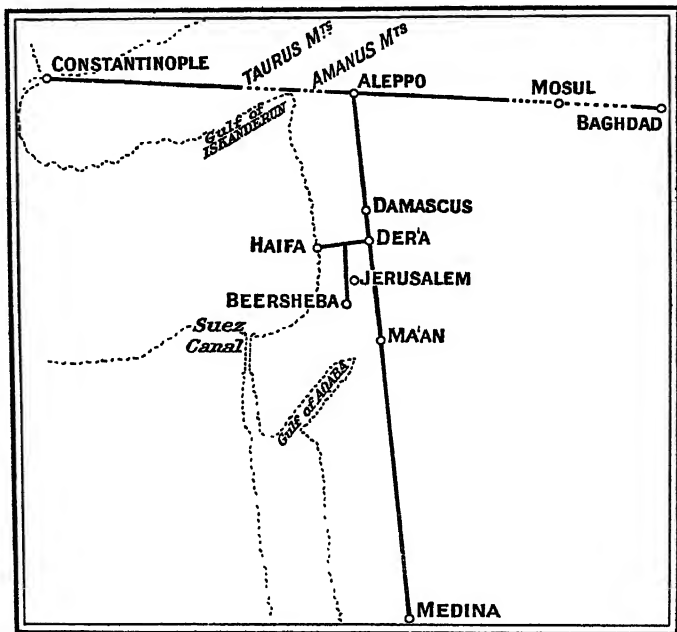 CONSTANTINOPLE
TAURUS MTS
AMANUS MTS
ALEPPO
MOSUL
BAGHDAD
Gulf of
ISKANDERUN
DAMASCUS
HAIFA
DER'A
JERUSALEM
BEERSHEBA
Suez
Canal
MA'AN
Gulf of AQABA
MEDINA